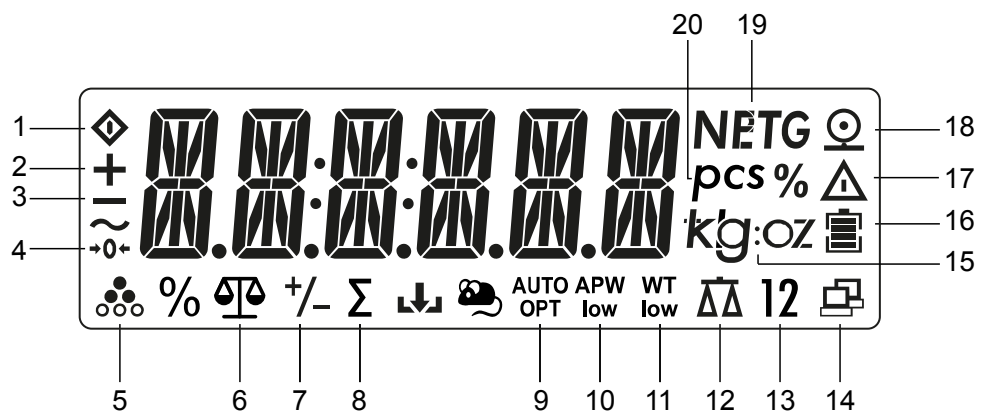 20 19
1 NETG 18
2 pcs % 17
3 kg:oz 16
4 →0← 15
% +/− Σ AUTO OPT APW low WT low 12
5 6 7 8 9 10 11 12 13 14